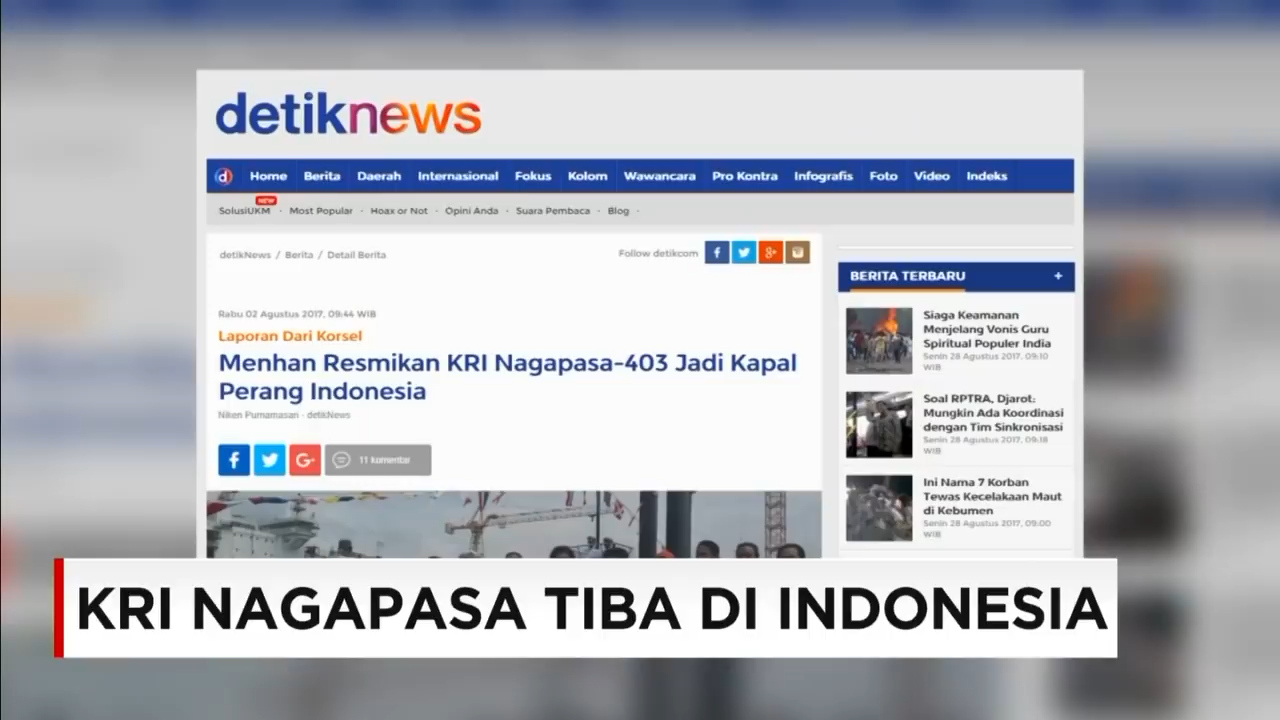 detiknews
Home Berita Daerah Internasional Fokus Kolom Wawancara Pro Kontra Infografis Foto Video Indeks
NEW
SolusiUKM · Most Popular · Hoax or Not · Opini Anda · Suara Pembaca · Blog ·
detikNews / Berita / Detail Berita
Follow detikcom
Rabu 02 Agustus 2017, 09:44 WIB
Laporan Dari Korsel
Menhan Resmikan KRI Nagapasa-403 Jadi Kapal
Perang Indonesia
Niken Purnamasari - detikNews
11 komentar
BERITA TERBARU +
Siaga Keamanan
Menjelang Vonis Guru
Spiritual Populer India
Senin 28 Agustus 2017, 09:10
WIB
Soal RPTRA, Djarot:
Mungkin Ada Koordinasi
dengan Tim Sinkronisasi
Senin 28 Agustus 2017, 09:18
WIB
Ini Nama 7 Korban
Tewas Kecelakaan Maut
di Kebumen
Senin 28 Agustus 2017, 09:00
WIB
KRI NAGAPASA TIBA DI INDONESIA